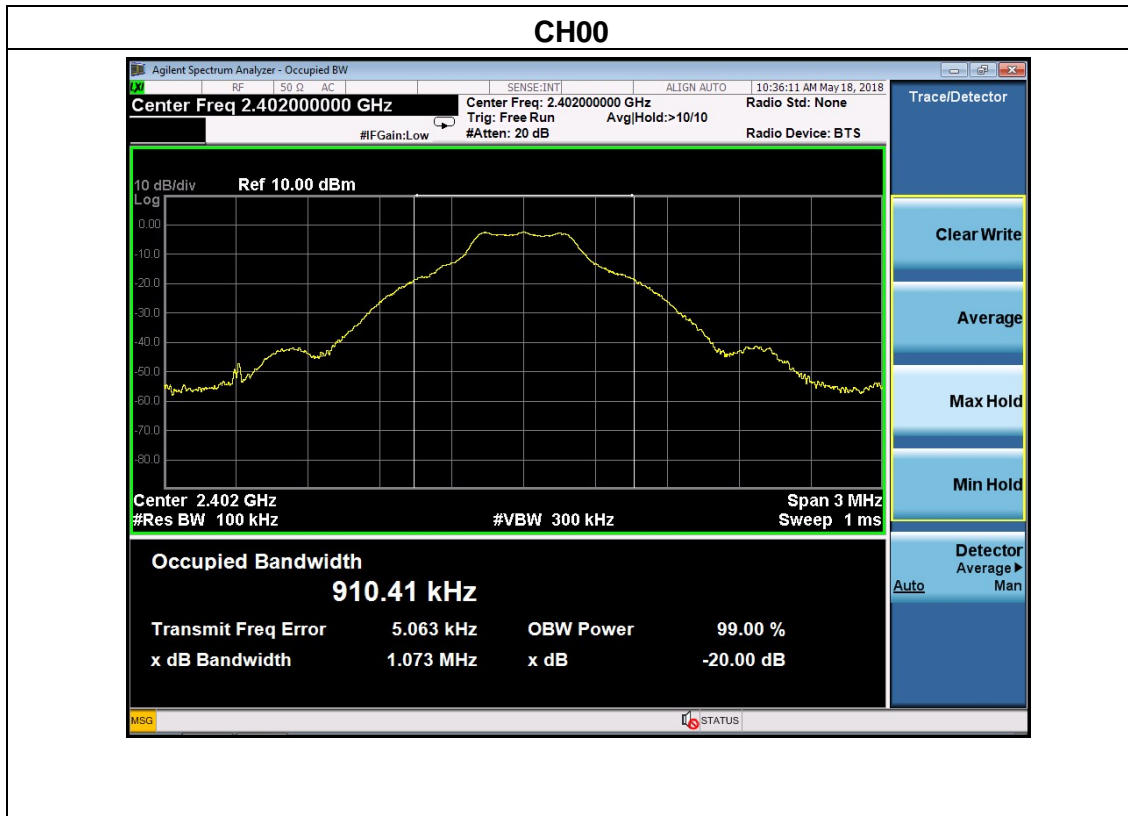 CH00
Agilent Spectrum Analyzer - Occupied BW
LXI RF 50 Ω AC SENSE:INT ALIGN AUTO 10:36:11 AM May 18, 2018
Center Freq 2.402000000 GHz
Center Freq: 2.402000000 GHz
Radio Std: None
Trig: Free Run Avg|Hold:>10/10
#IFGain:Low
#Atten: 20 dB
Radio Device: BTS
Trace/Detector
10 dB/div Ref 10.00 dBm
Log
0.00
-10.0
-20.0
-30.0
-40.0
-50.0
-60.0
-70.0
-80.0
Center 2.402 GHz
Span 3 MHz
#Res BW 100 kHz
#VBW 300 kHz
Sweep 1 ms
Clear Write
Average
Max Hold
Min Hold
Detector
Average▶
Auto Man
Occupied Bandwidth
910.41 kHz
Transmit Freq Error 5.063 kHz OBW Power 99.00 %
x dB Bandwidth 1.073 MHz x dB -20.00 dB
MSG STATUS